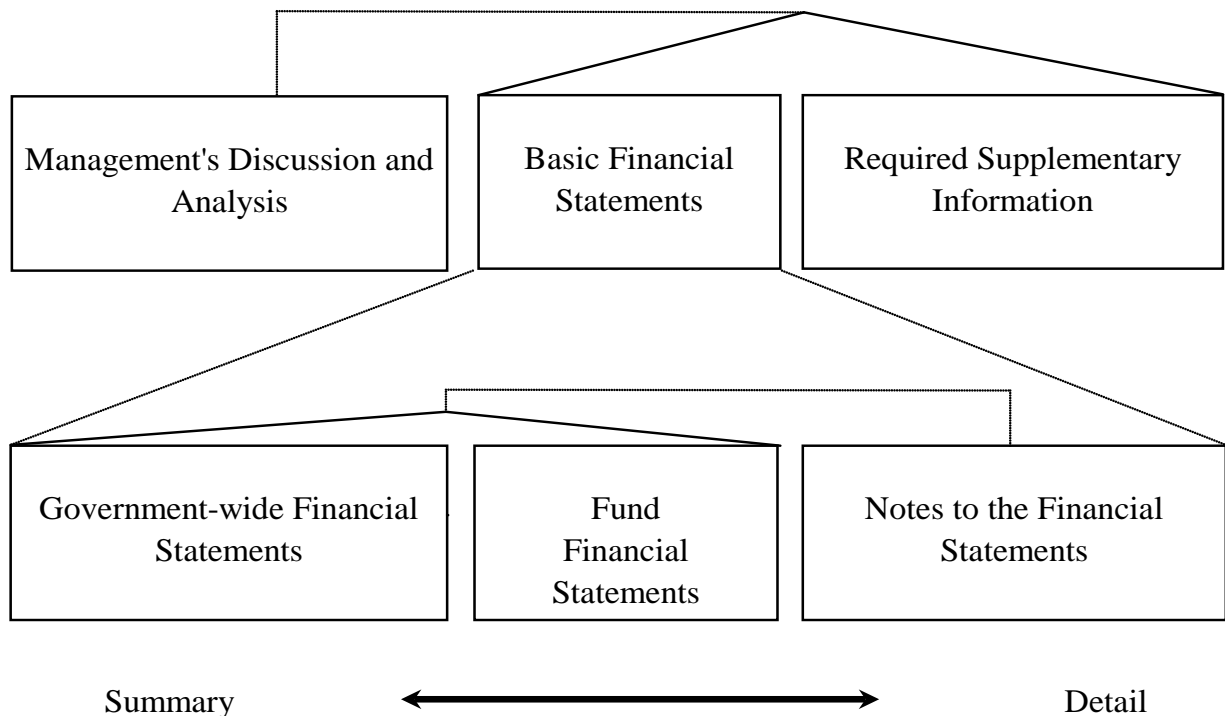 Management's Discussion and
Analysis
Basic Financial
Statements
Required Supplementary
Information
Government-wide Financial
Statements
Fund
Financial
Statements
Notes to the Financial
Statements
Summary
Detail